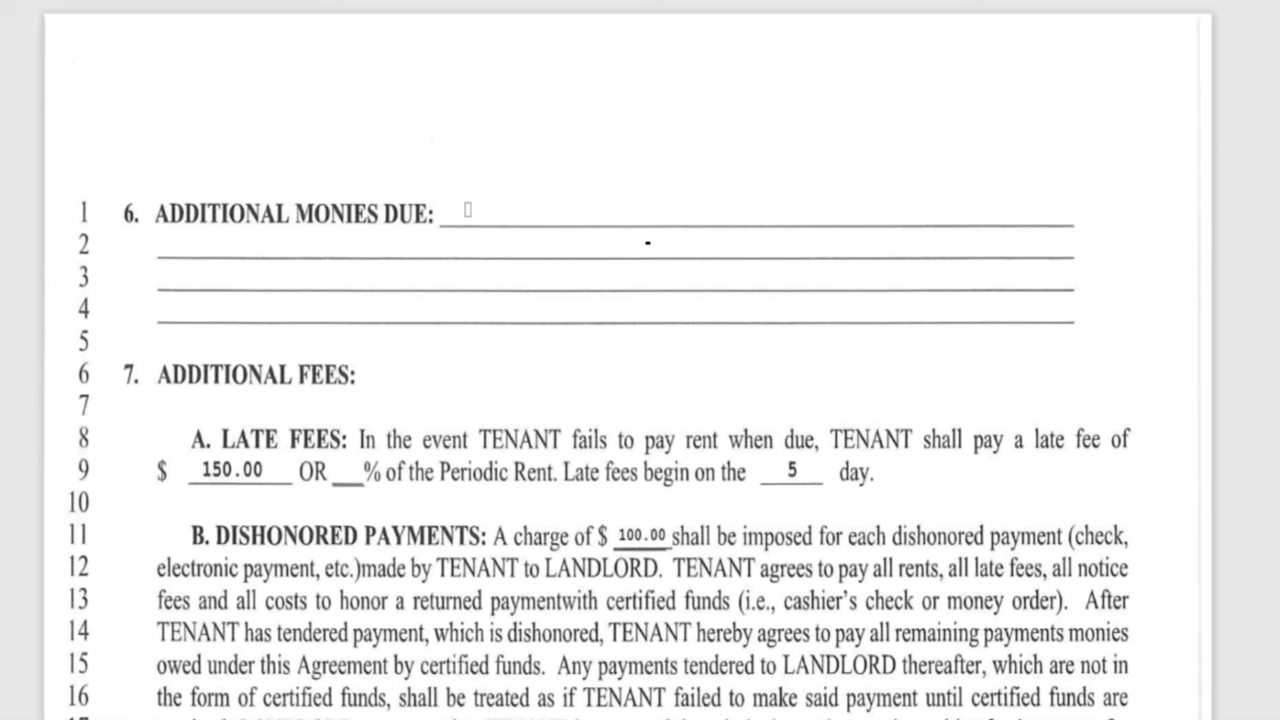 1 6. ADDITIONAL MONIES DUE:
2
3
4
5
6 7. ADDITIONAL FEES:
7
8 A. LATE FEES: In the event TENANT fails to pay rent when due, TENANT shall pay a late fee of
9 $ 150.00 OR ___% of the Periodic Rent. Late fees begin on the 5 day.
10
11 B. DISHONORED PAYMENTS: A charge of $ 100.00 shall be imposed for each dishonored payment (check,
12 electronic payment, etc.)made by TENANT to LANDLORD. TENANT agrees to pay all rents, all late fees, all notice
13 fees and all costs to honor a returned paymentwith certified funds (i.e., cashier's check or money order). After
14 TENANT has tendered payment, which is dishonored, TENANT hereby agrees to pay all remaining payments monies
15 owed under this Agreement by certified funds. Any payments tendered to LANDLORD thereafter, which are not in
16 the form of certified funds, shall be treated as if TENANT failed to make said payment until certified funds are